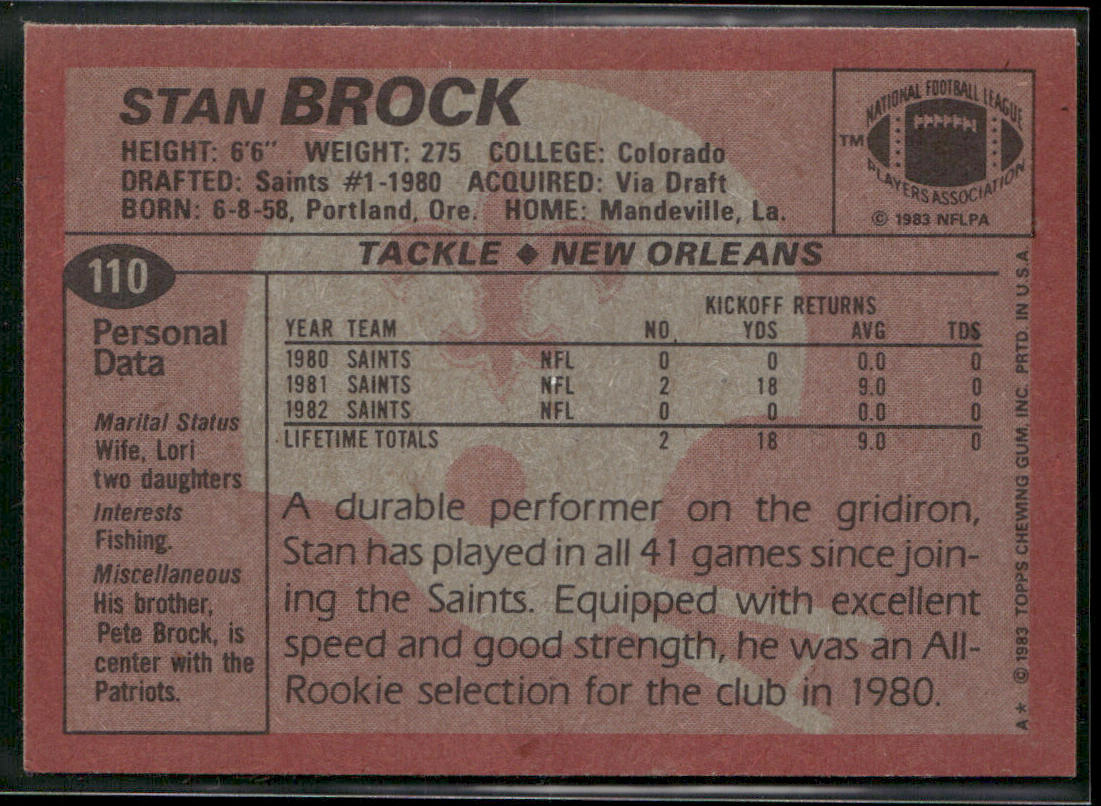 STAN BROCK
HEIGHT: 6'6" WEIGHT: 275 COLLEGE: Colorado
DRAFTED: Saints #1-1980 ACQUIRED: Via Draft
BORN: 6-8-58, Portland, Ore. HOME: Mandeville, La.
NATIONAL FOOTBALL LEAGUE
TM
PLAYERS ASSOCIATION
© 1983 NFLPA
TACKLE ◆ NEW ORLEANS
110
Personal
Data
Marital Status
Wife, Lori
two daughters
Interests
Fishing.
Miscellaneous
His brother,
Pete Brock, is
center with the
Patriots.
KICKOFF RETURNS
YEAR TEAM NO. YDS AVG TDS
1980 SAINTS NFL 0 0 0.0 0
1981 SAINTS NFL 2 18 9.0 0
1982 SAINTS NFL 0 0 0.0 0
LIFETIME TOTALS 2 18 9.0 0
A durable performer on the gridiron,
Stan has played in all 41 games since join-
ing the Saints. Equipped with excellent
speed and good strength, he was an All-
Rookie selection for the club in 1980.
A* © 1983 TOPPS CHEWING GUM, INC. PRTD. IN U.S.A